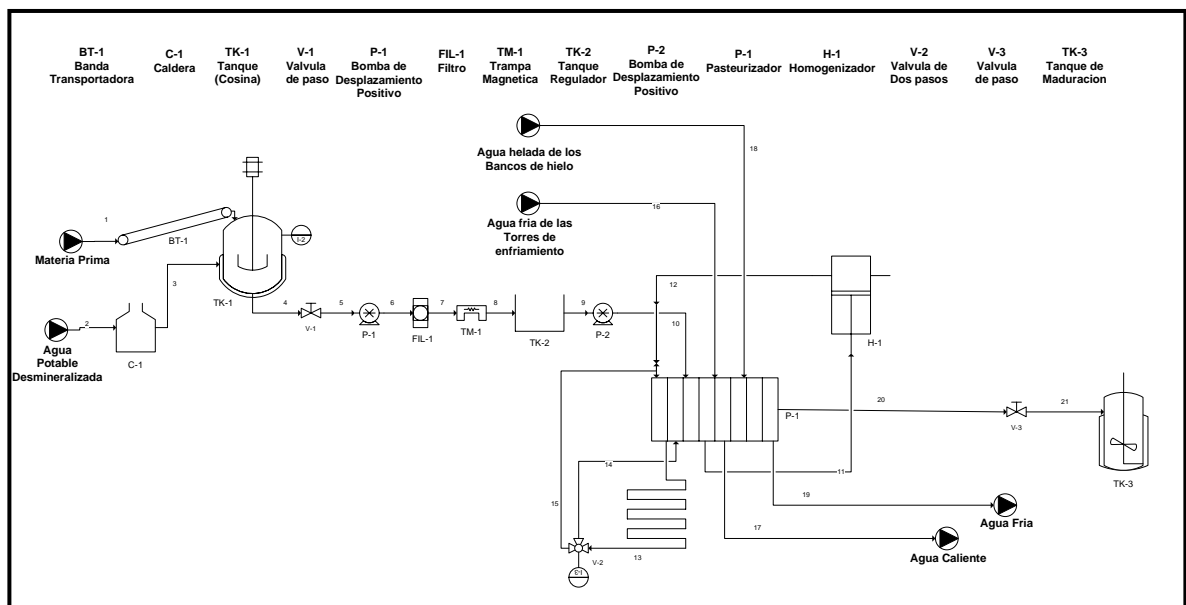 BT-1
Banda
Transportadora
C-1
Caldera
TK-1
Tanque
(Cosina)
V-1
Valvula
de paso
P-1
Bomba de
Desplazamiento
Positivo
FIL-1
Filtro
TM-1
Trampa
Magnetica
TK-2
Tanque
Regulador
P-2
Bomba de
Desplazamiento
Positivo
P-1
Pasteurizador
H-1
Homogenizador
V-2
Valvula de
Dos pasos
V-3
Valvula
de paso
TK-3
Tanque de
Maduracion
Agua helada de los
Bancos de hielo
18
Agua fria de las
Torres de
enfriamiento
16
1
BT-1
Materia Prima
I-2
3
TK-1
2
Agua
Potable
Desmineralizada
C-1
4
V-1
5
P-1
6
FIL-1
7
TM-1
8
TK-2
9
P-2
10
12
H-1
P-1
20
V-3
21
TK-3
14
11
15
19
Agua Fria
17
Agua Caliente
13
V-2
I-3